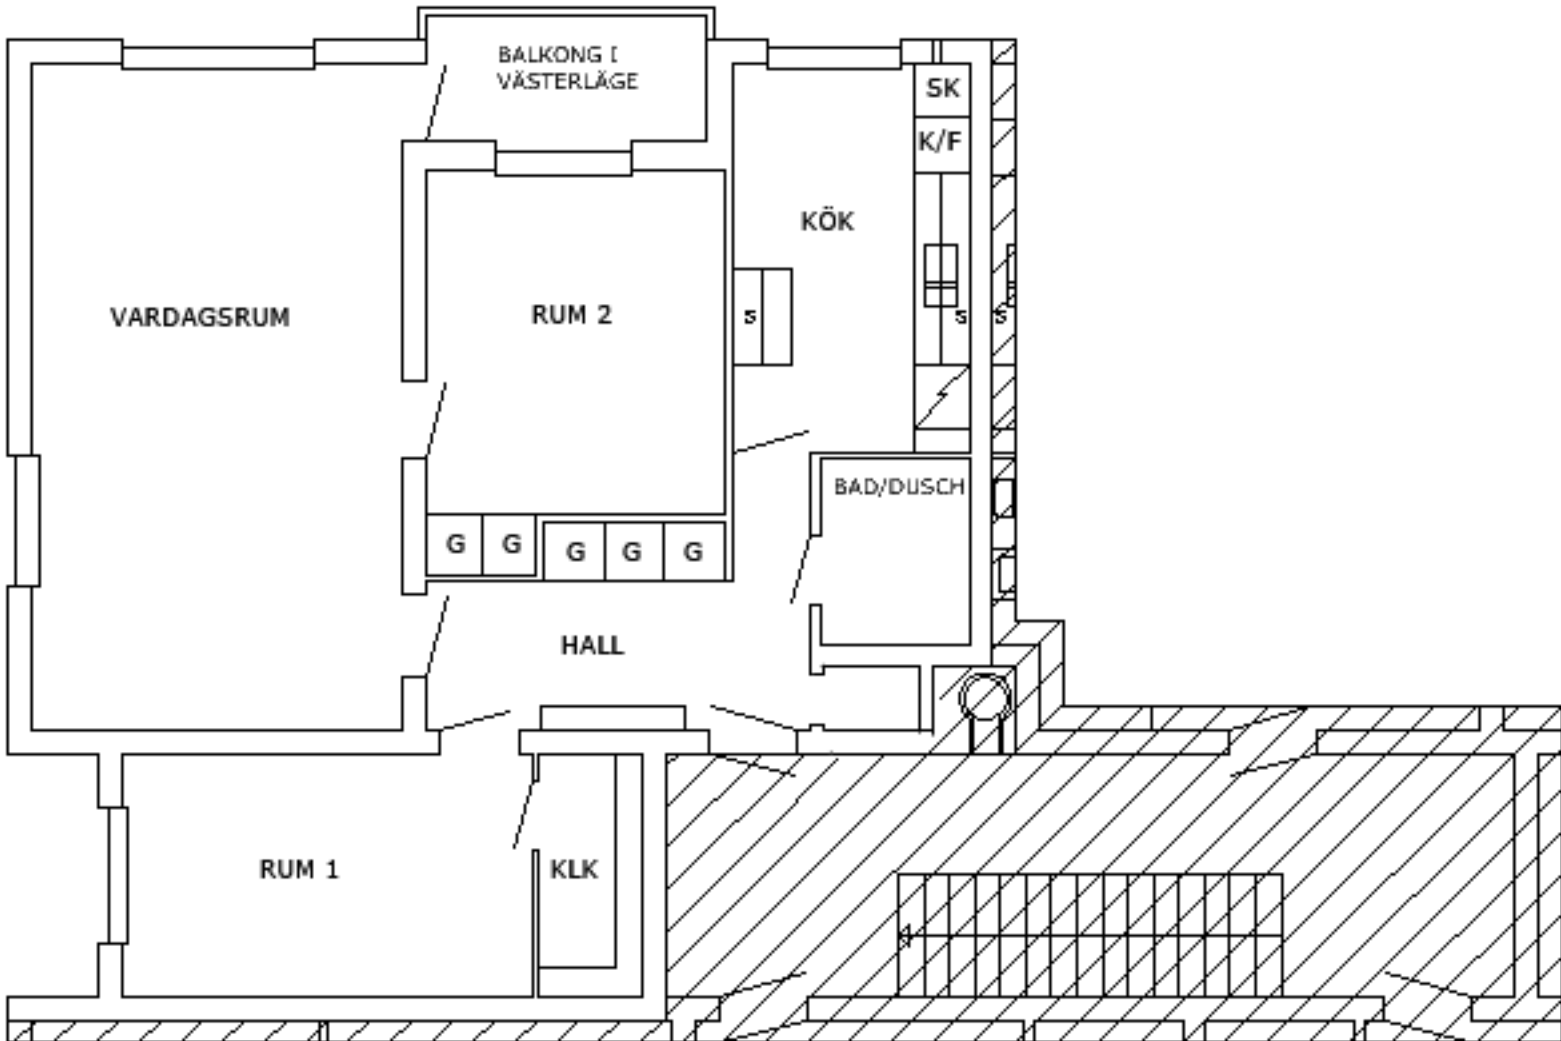 BALKONG I
VÄSTERLÄGE
SK
K/F
KÖK
VARDAGSRUM
RUM 2
s
s
s
BAD/DUSCH
G
G
G
G
G
HALL
RUM 1
KLK